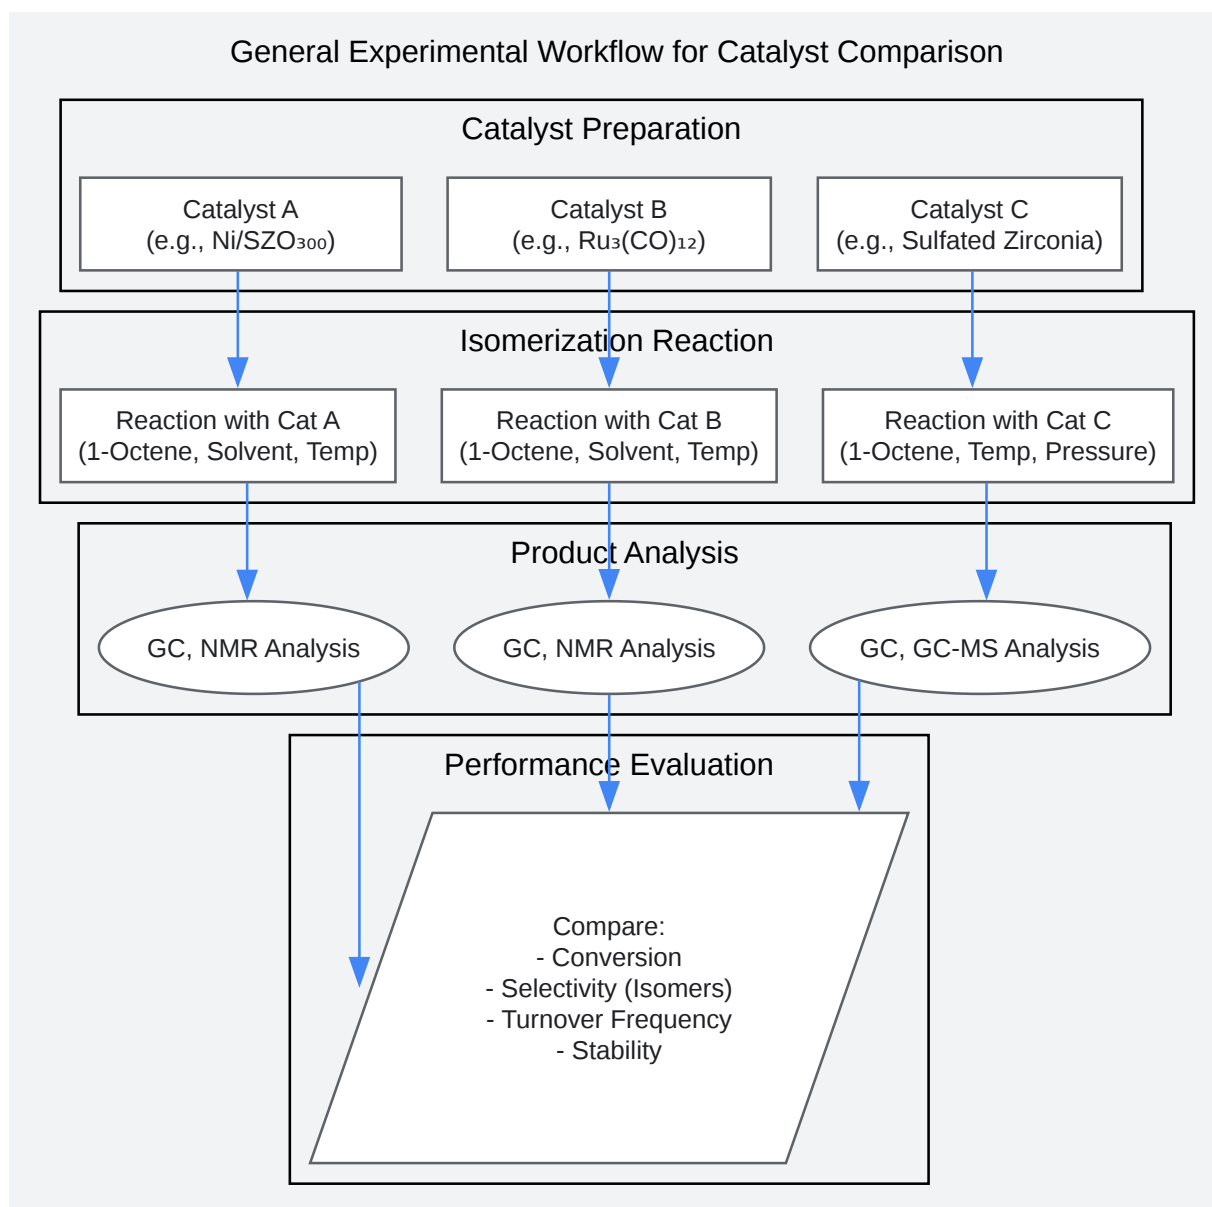 General Experimental Workflow for Catalyst Comparison
Catalyst Preparation
Catalyst A
(e.g., Ni/SZO₃₀₀)
Catalyst B
(e.g., Ru₃(CO)₁₂)
Catalyst C
(e.g., Sulfated Zirconia)
Isomerization Reaction
Reaction with Cat A
(1-Octene, Solvent, Temp)
Reaction with Cat B
(1-Octene, Solvent, Temp)
Reaction with Cat C
(1-Octene, Temp, Pressure)
Product Analysis
GC, NMR Analysis
GC, NMR Analysis
GC, GC-MS Analysis
Performance Evaluation
Compare:
- Conversion
- Selectivity (Isomers)
- Turnover Frequency
- Stability